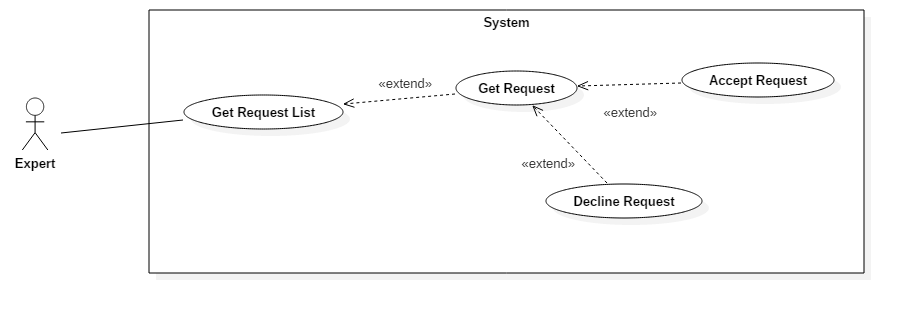 System
«extend»
Get Request
Accept Request
Get Request List
«extend»
Expert
«extend»
Decline Request